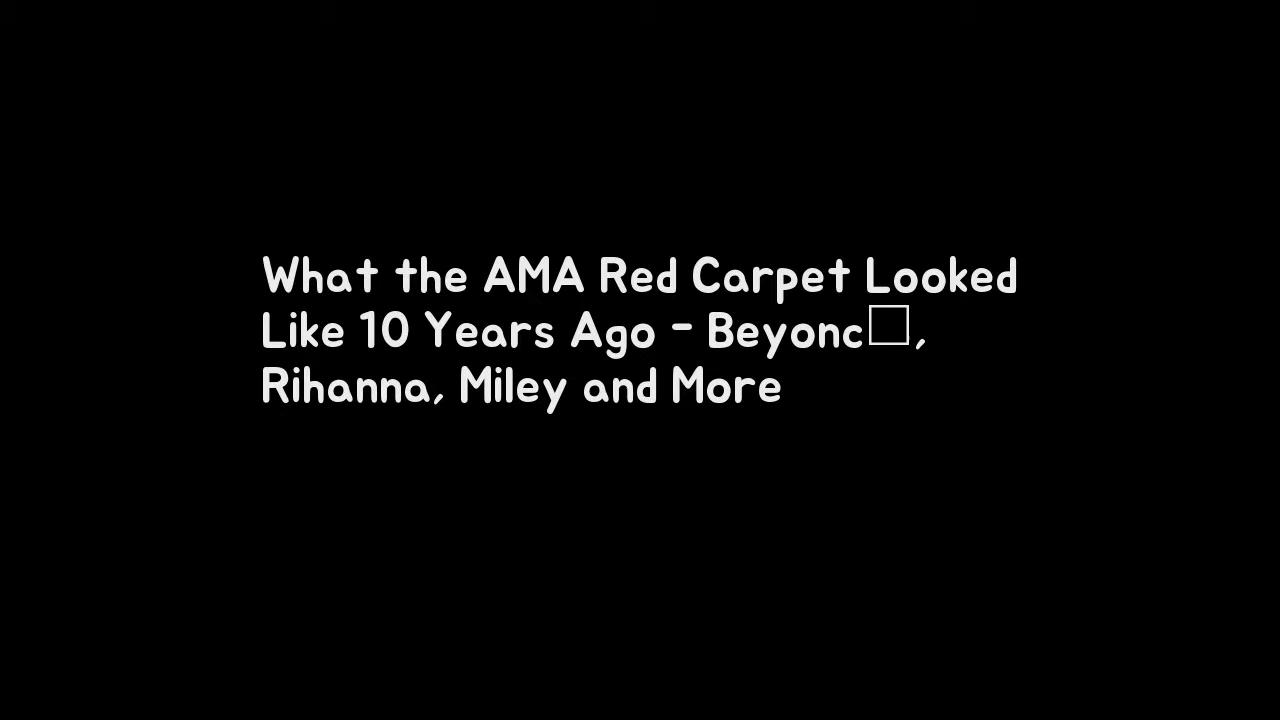 What the AMA Red Carpet Looked
Like 10 Years Ago - Beyonc□,
Rihanna, Miley and More